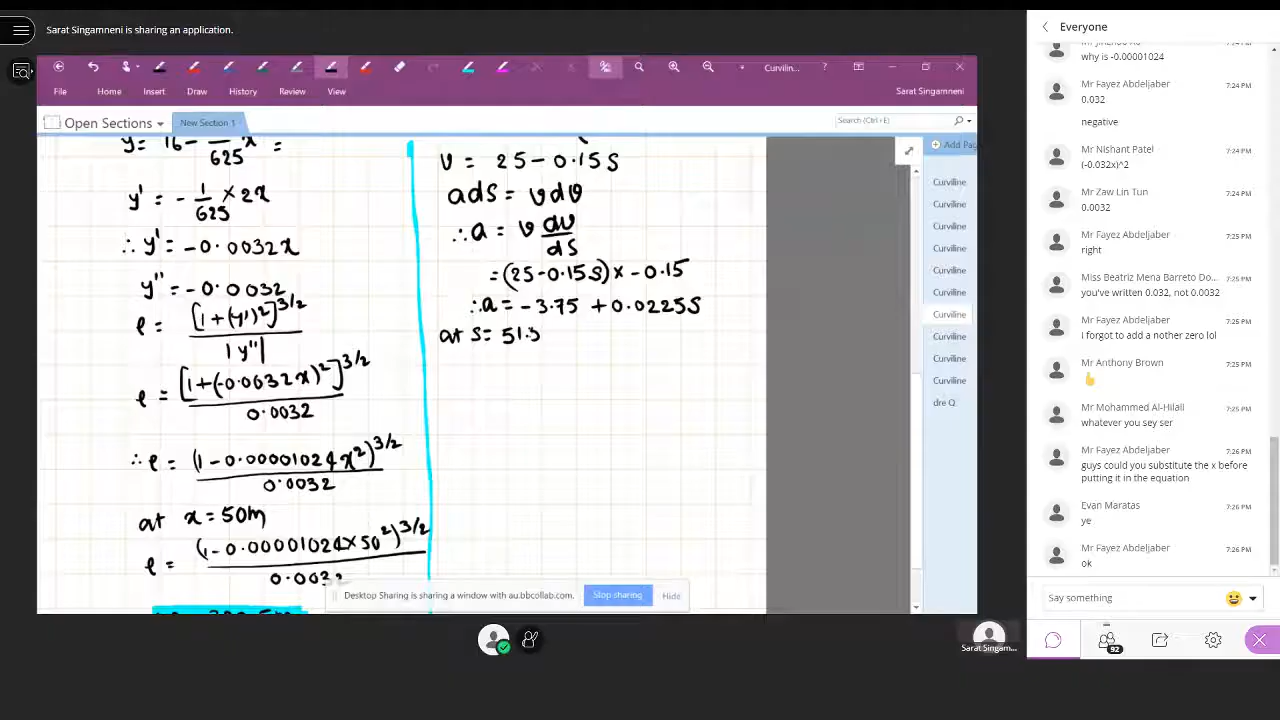 Sarat Singamneni is sharing an application.
Curvilin...
File Home Insert Draw History Review View
Sarat Singamneni
Open Sections
New Section 1
Search (Ctrl+E)
y = 16 - 1/625 x² =
y' = - 1/625 × 2x
∴ y' = -0.0032x
y'' = -0.0032
ρ = [1+(y')²]^3/2 / |y''|
ρ = [1+(-0.0032x)²]^3/2 / 0.0032
∴ ρ = (1-0.00001024x²)^3/2 / 0.0032
at x = 50m
ρ = (1-0.00001024×50²)^3/2 / 0.0032
v = 25 - 0.15s
ads = vdv
∴ a = v dv/ds
= (25-0.15s) × -0.15
∴ a = -3.75 + 0.0225s
at s = 51.5
Add Pag
Curviline
Curviline
Curviline
Curviline
Curviline
Curviline
Curviline
Curviline
Curviline
Curviline
dre Q
Desktop Sharing is sharing a window with au.bbcollab.com.
Stop sharing
Hide
Sarat Singamn...
Everyone
7:24 PM
why is -0.00001024
Mr Fayez Abdeljaber 7:24 PM
0.032
negative
Mr Nishant Patel 7:24 PM
(-0.032x)^2
Mr Zaw Lin Tun 7:24 PM
0.0032
Mr Fayez Abdeljaber 7:25 PM
right
Miss Beatriz Mena Barreto Do... 7:25 PM
you've written 0.032, not 0.0032
Mr Fayez Abdeljaber 7:25 PM
I forgot to add a nother zero lol
Mr Anthony Brown 7:25 PM
Mr Mohammed Al-Hilali 7:25 PM
whatever you sey ser
Mr Fayez Abdeljaber 7:26 PM
guys could you substitute the x before
putting it in the equation
Evan Maratas 7:26 PM
ye
Mr Fayez Abdeljaber 7:26 PM
ok
Say something
92